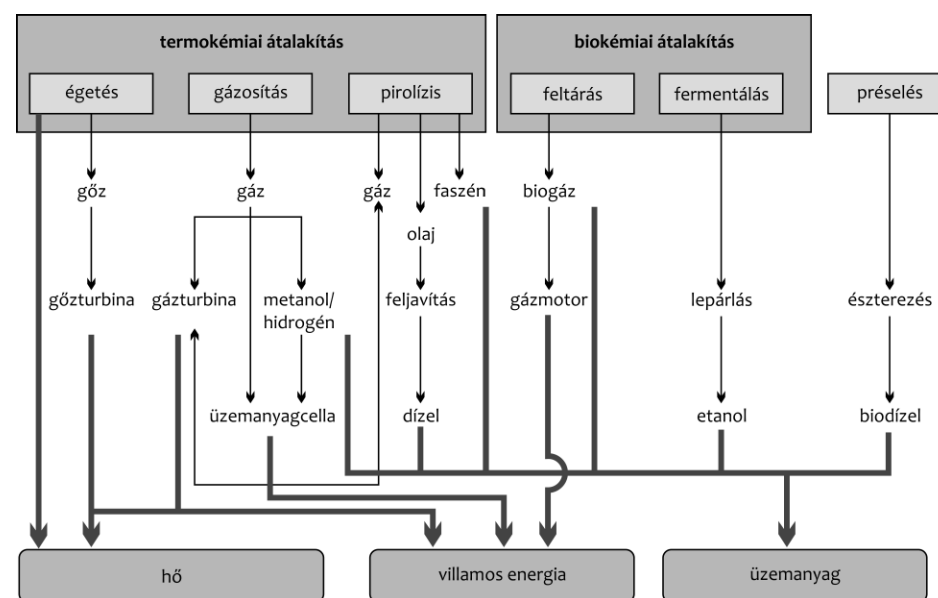 termokémiai átalakítás
biokémiai átalakítás
égetés
gázosítás
pirolízis
feltárás
fermentálás
préselés
gőz
gáz
gáz
faszén
biogáz
olaj
gőzturbina
gázturbina
metanol/
hidrogén
feljavítás
gázmotor
lepárlás
észterezés
üzemanyagcella
dízel
etanol
biodízel
hő
villamos energia
üzemanyag